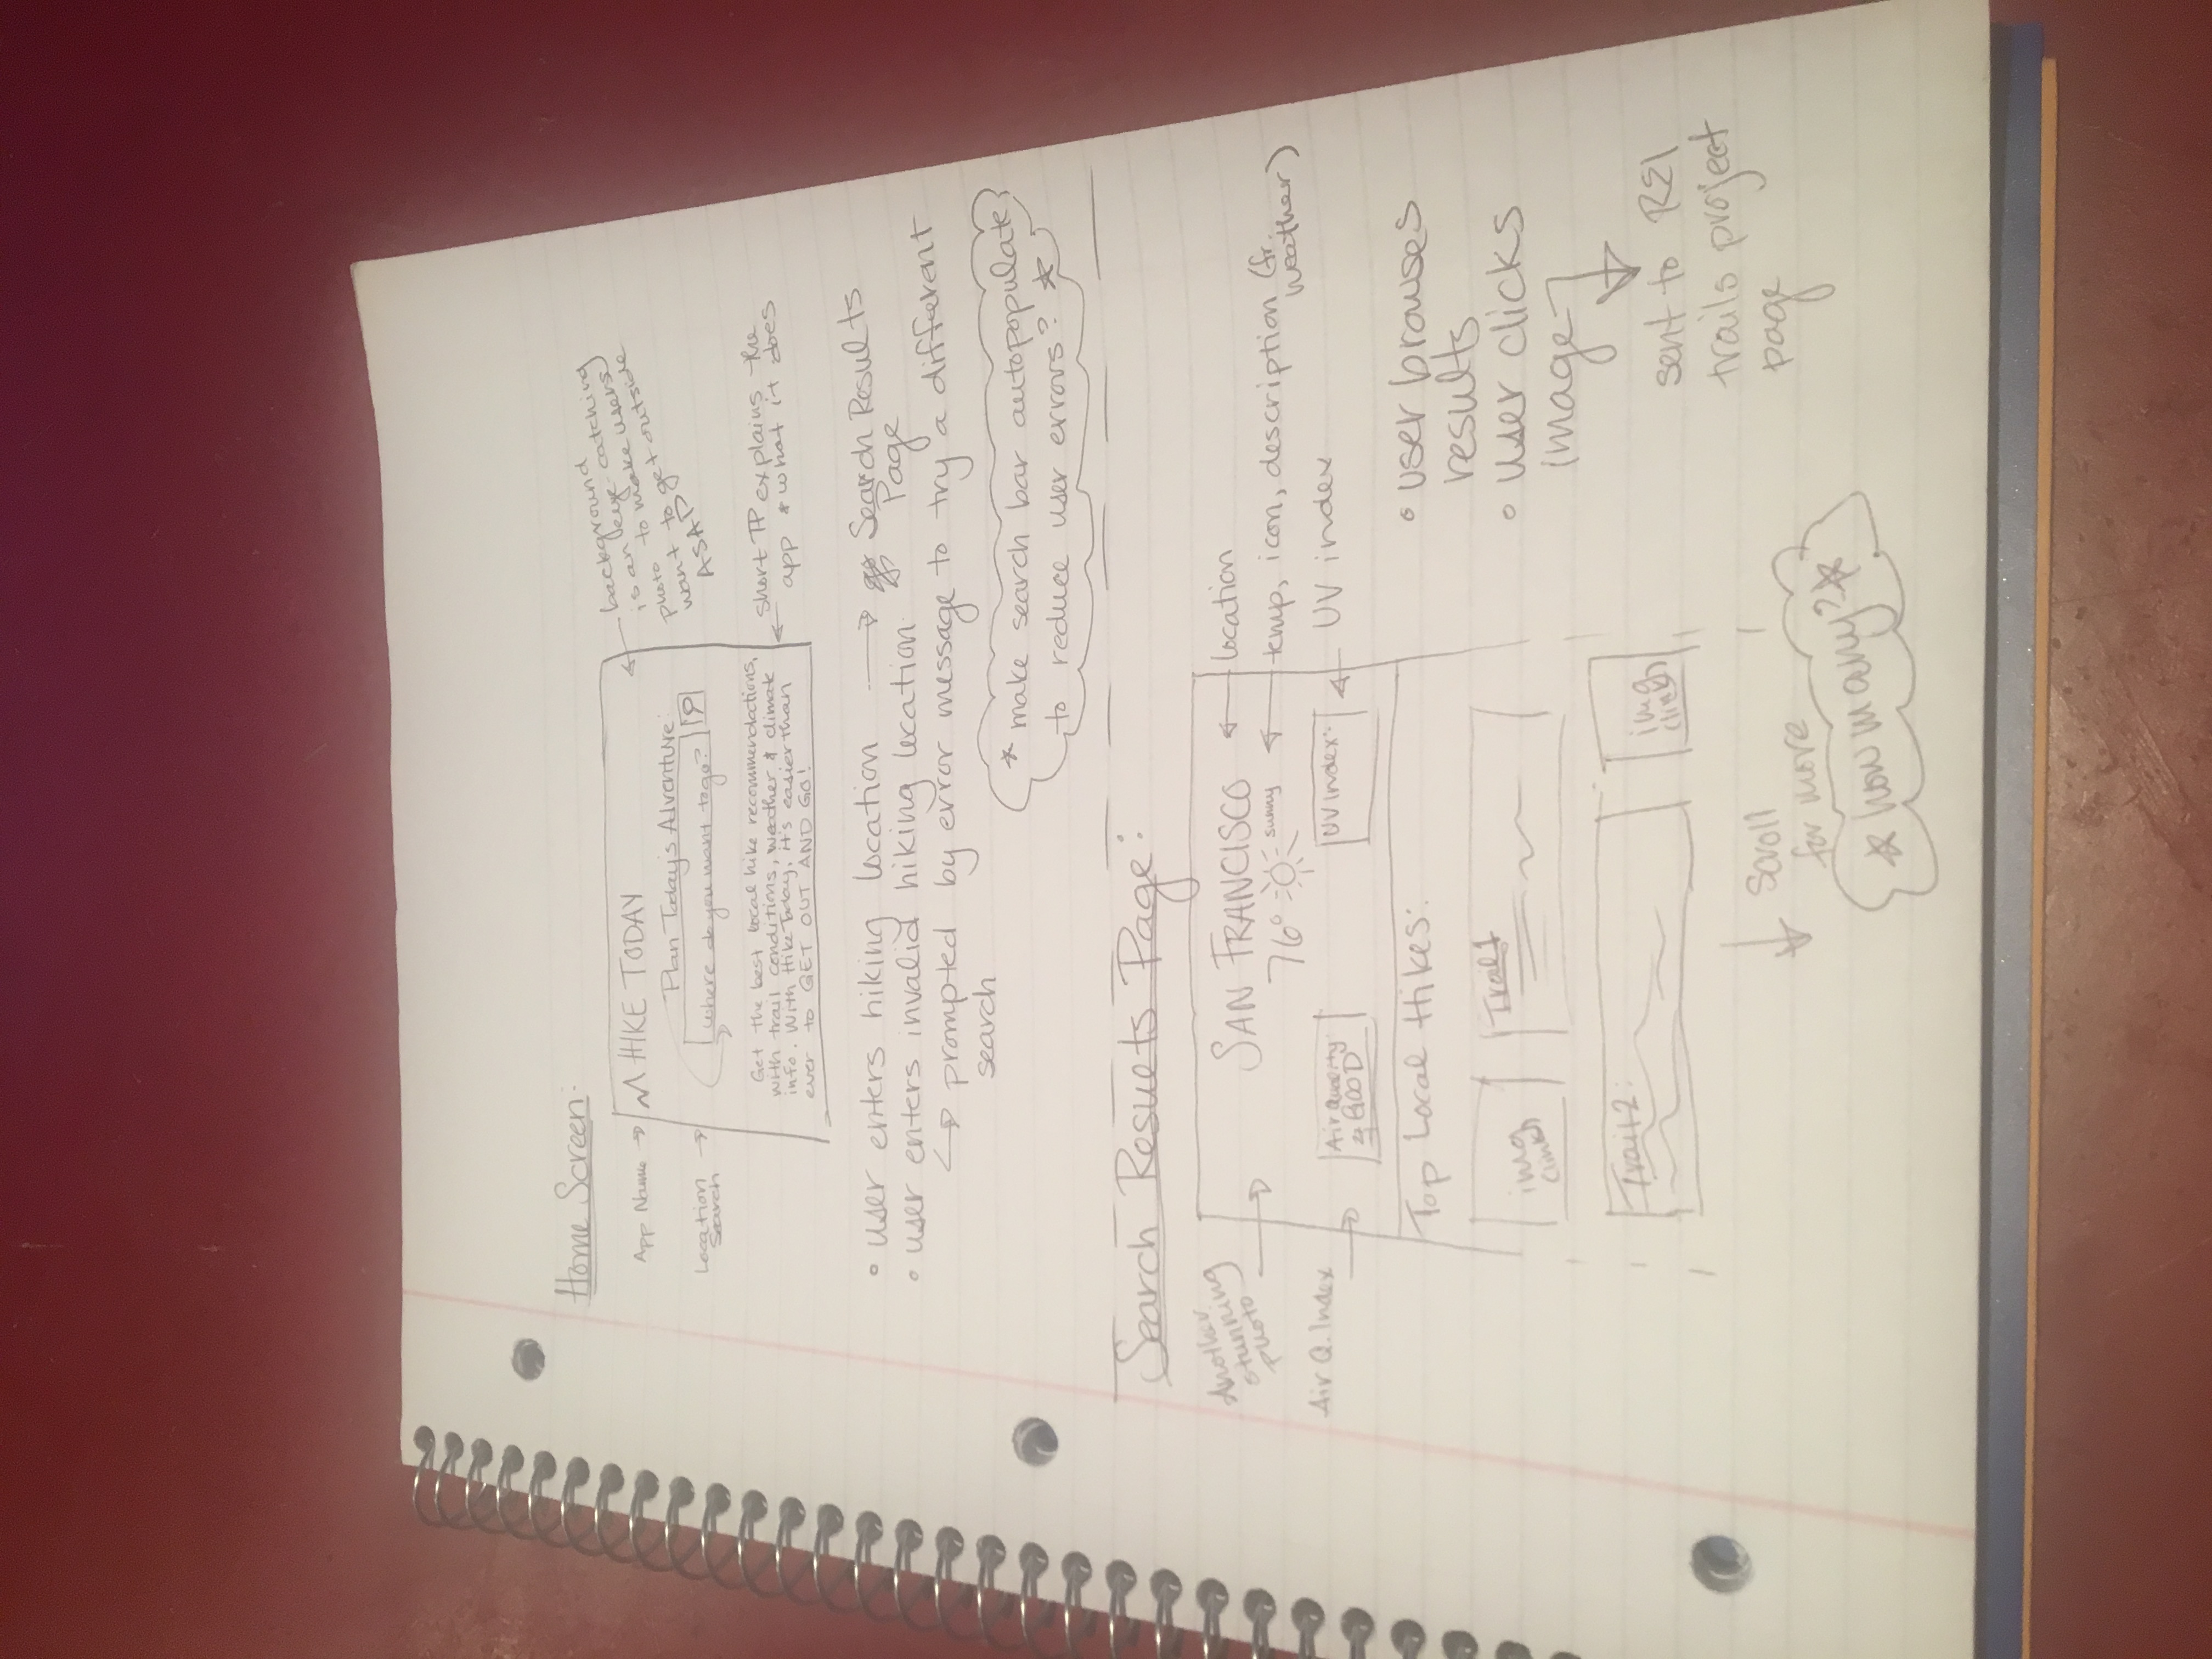 Home Screen:
App Name
HIKE TODAY
Plan Today's Adventure:
Location
Search
where do you want to go?
Get the best local hike recommendations,
with trail conditions, weather & climate
info. With Hike Today, it's easier than
ever to GET OUT AND GO!
background
is an eye-catching
photo to make users
want to get outside
ASAP
short TP explains the
app & what it does
• user enters hiking location → Search Results
Page
• user enters invalid hiking location
↳ prompted by error message to try a different
search
* make search bar autopopulate
to reduce user errors? *
Search Results Page:
Another
stunning
photo
SAN FRANCISCO
location
76° sunny
temp, icon, description (fr.
weather)
Air Q. Index
Air Quality:
GOOD
UV Index:
UV index
Top Local Hikes:
img
(link)
Trail 1
Trail 2:
img
(link)
Scroll
for more
* how many? *
• user browses
results
• user clicks
image
sent to REI
trails project
page